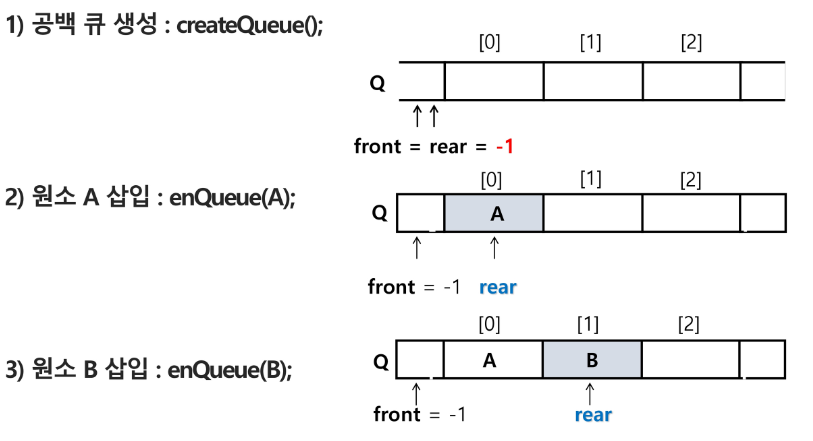 1) 공백 큐 생성 : createQueue();
[0] [1] [2]
Q
front = rear = -1
2) 원소 A 삽입 : enQueue(A);
[0] [1] [2]
Q A
front = -1 rear
3) 원소 B 삽입 : enQueue(B);
[0] [1] [2]
Q A B
front = -1 rear